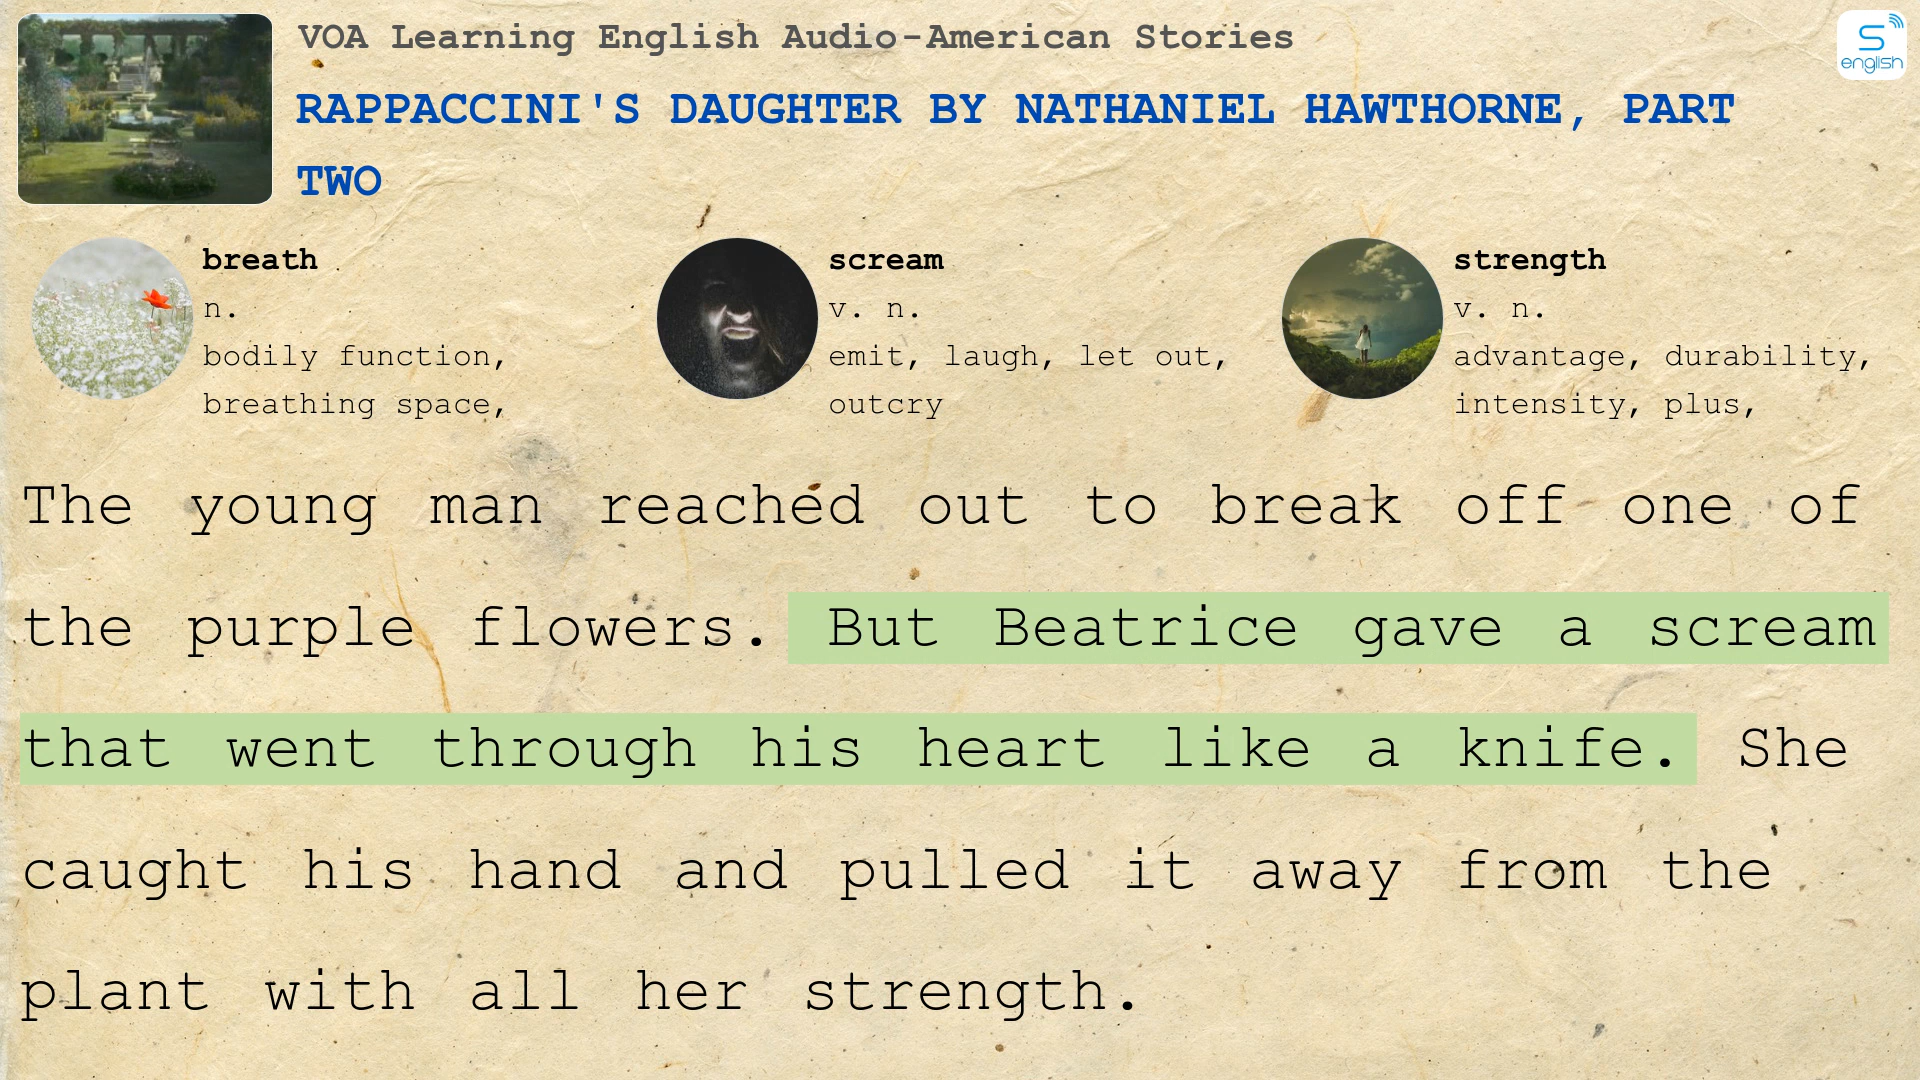 VOA Learning English Audio-American Stories
S
english
RAPPACCINI'S DAUGHTER BY NATHANIEL HAWTHORNE, PART
TWO
breath
n.
bodily function,
breathing space,
scream
v. n.
emit, laugh, let out,
outcry
strength
v. n.
advantage, durability,
intensity, plus,
The young man reached out to break off one of
the purple flowers. But Beatrice gave a scream
that went through his heart like a knife. She
caught his hand and pulled it away from the
plant with all her strength.